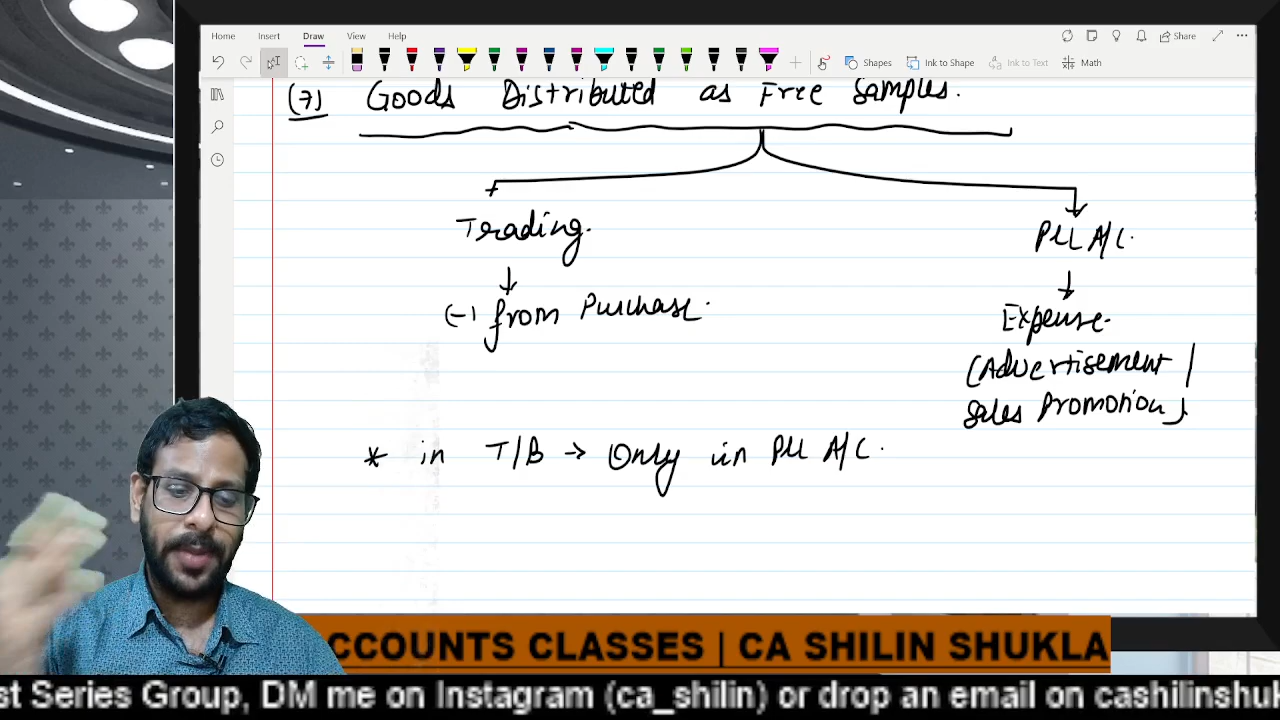 Home Insert Draw View Help
Share
Shapes Ink to Shape Ink to Text Math
(7) Goods Distributed as Free Samples.
Trading.
P&L A/C.
(-) from Purchase.
Expense.
(Advertisement /
Sales Promotion)
* in T/B → Only in P&L A/C.
CCOUNTS CLASSES | CA SHILIN SHUKLA
st Series Group, DM me on Instagram (ca_shilin) or drop an email on cashilinshuk